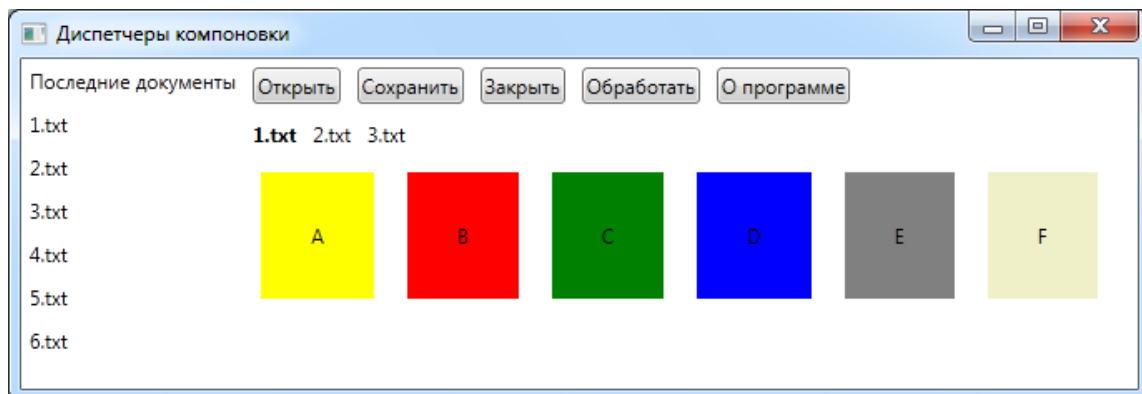 Диспетчеры компоновки
Последние документы
1.txt
2.txt
3.txt
4.txt
5.txt
6.txt
Открыть Сохранить Закрыть Обработать О программе
1.txt 2.txt 3.txt
A B C D E F